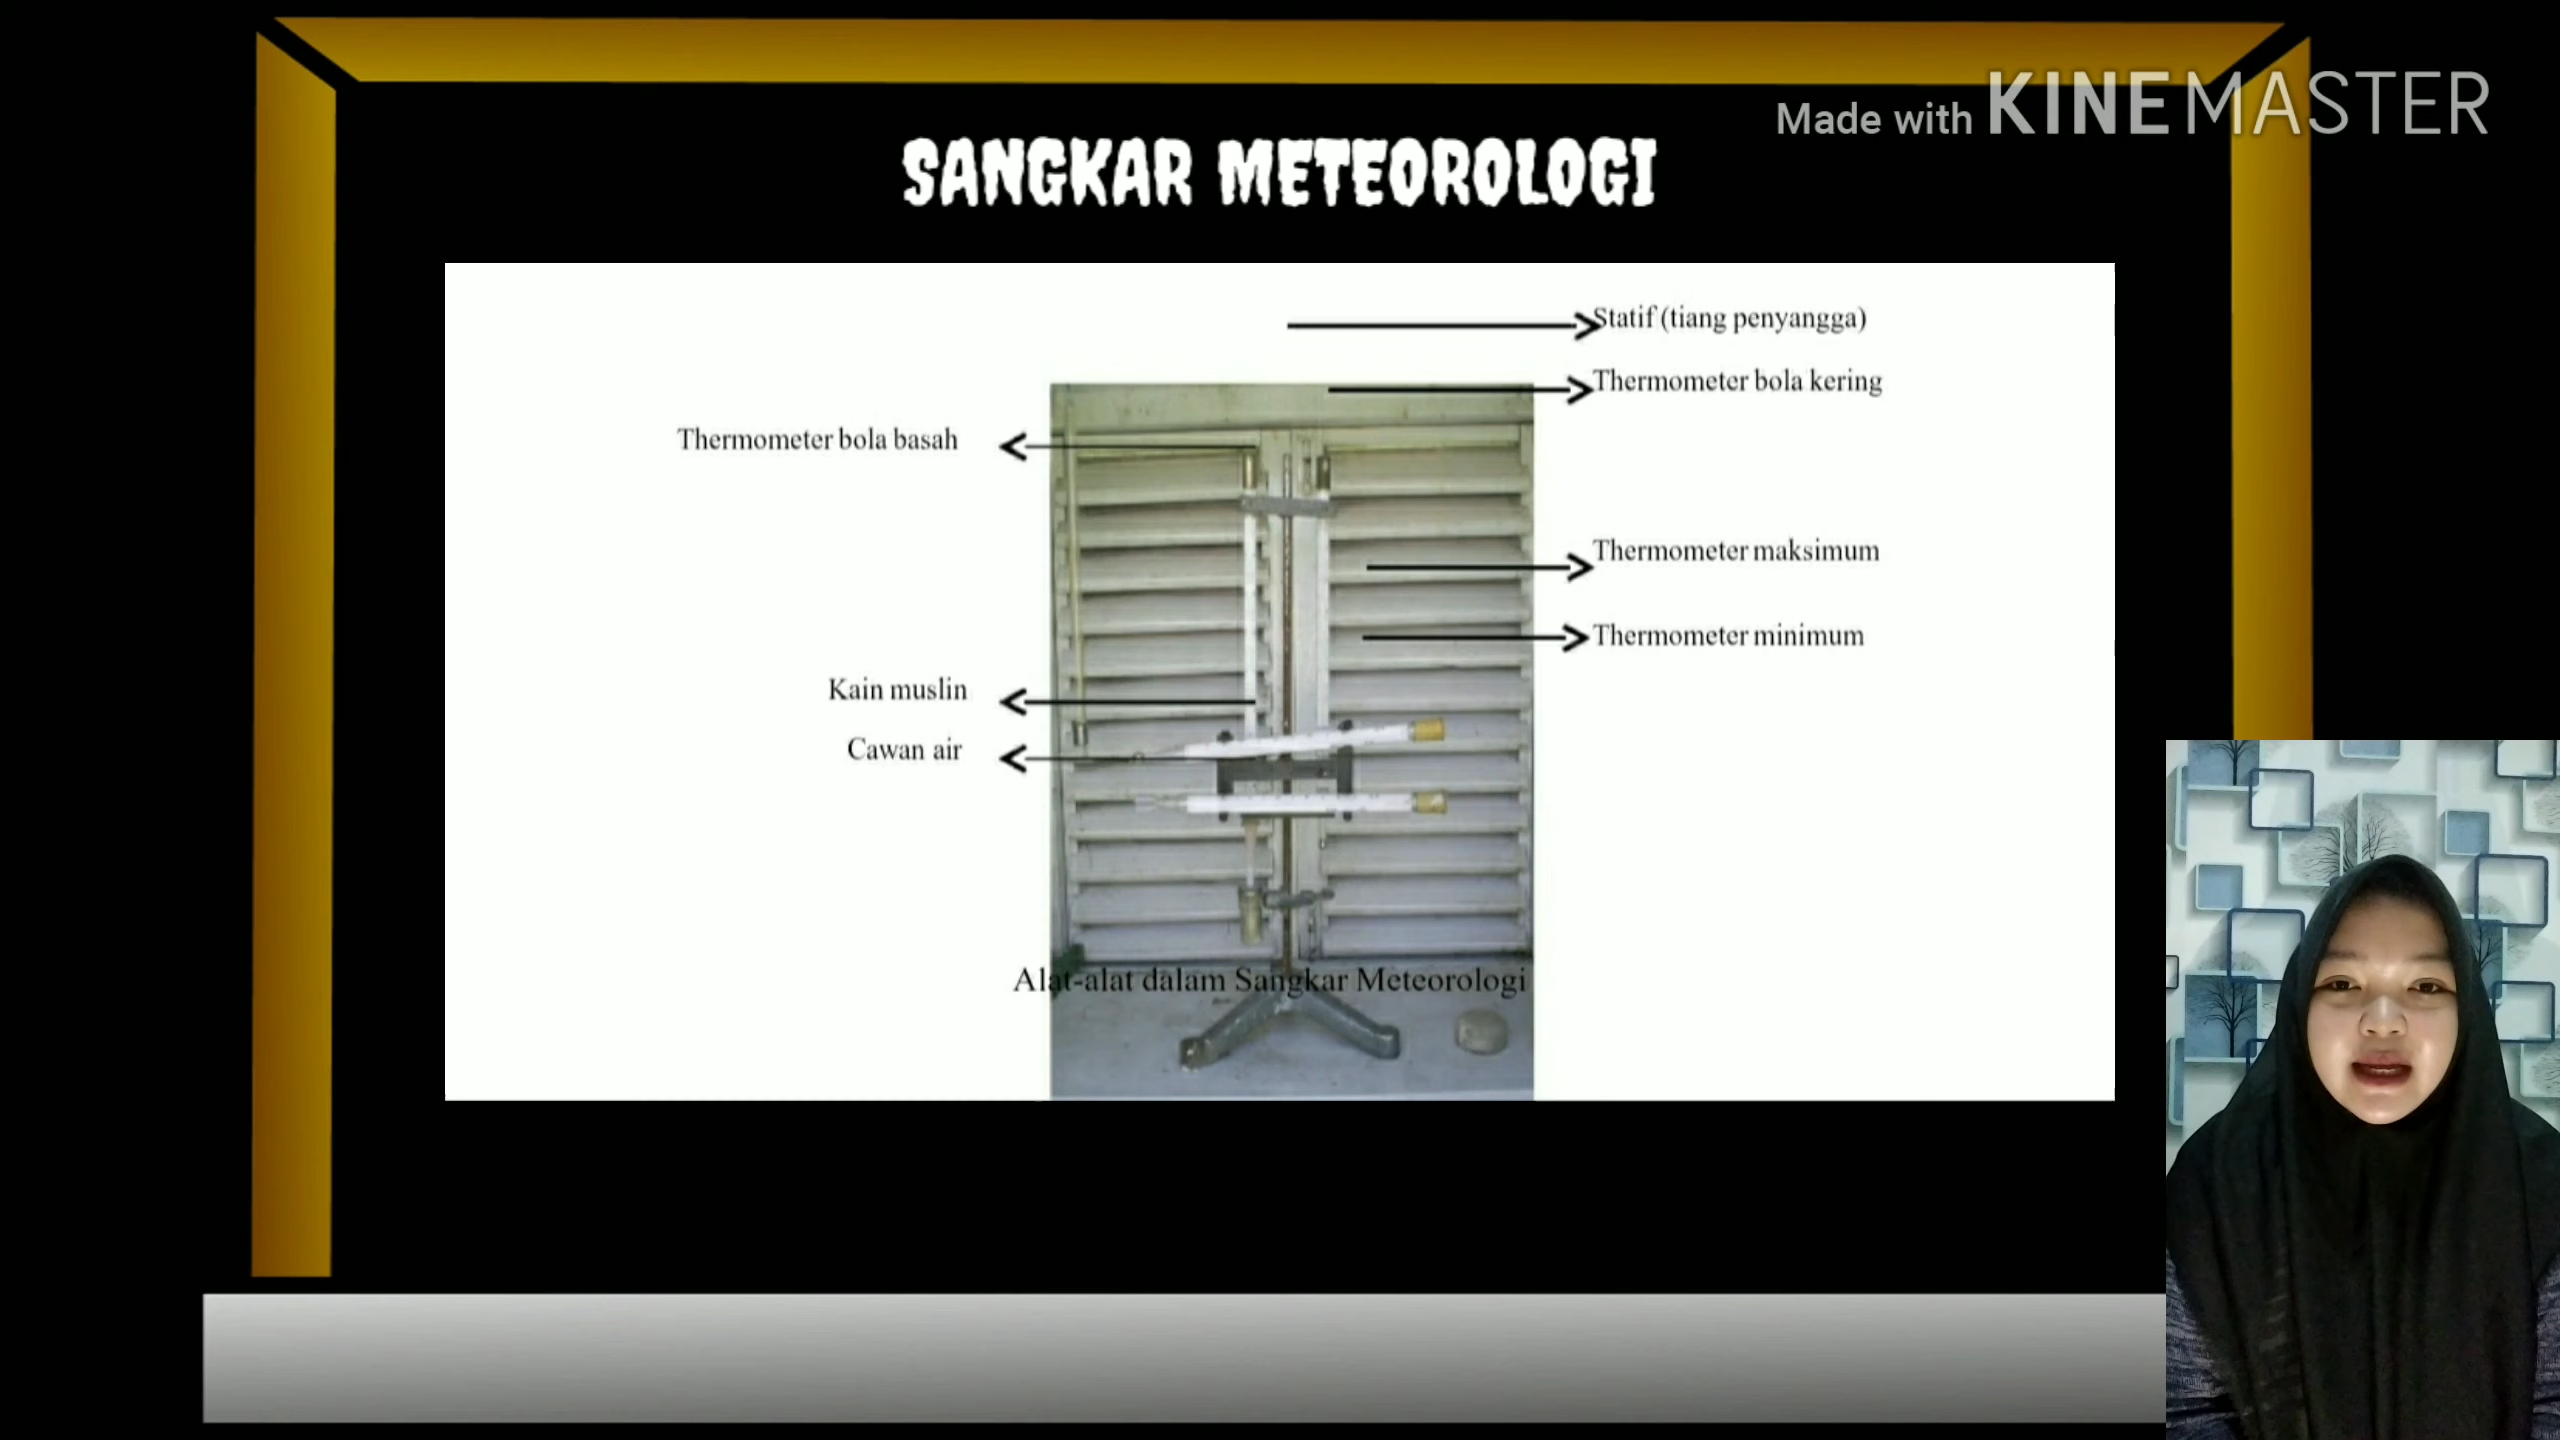 Made with KINEMASTER
SANGKAR METEOROLOGI
Statif (tiang penyangga)
Thermometer bola kering
Thermometer bola basah
Thermometer maksimum
Thermometer minimum
Kain muslin
Cawan air
Alat-alat dalam Sangkar Meteorologi